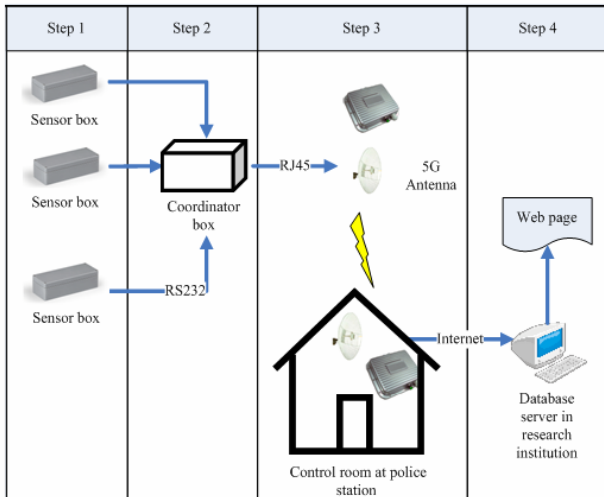 Step 1
Step 2
Step 3
Step 4
Sensor box
Sensor box
Sensor box
RS232
Coordinator
box
RJ45
5G
Antenna
Control room at police
station
Internet
Web page
Database
server in
research
institution